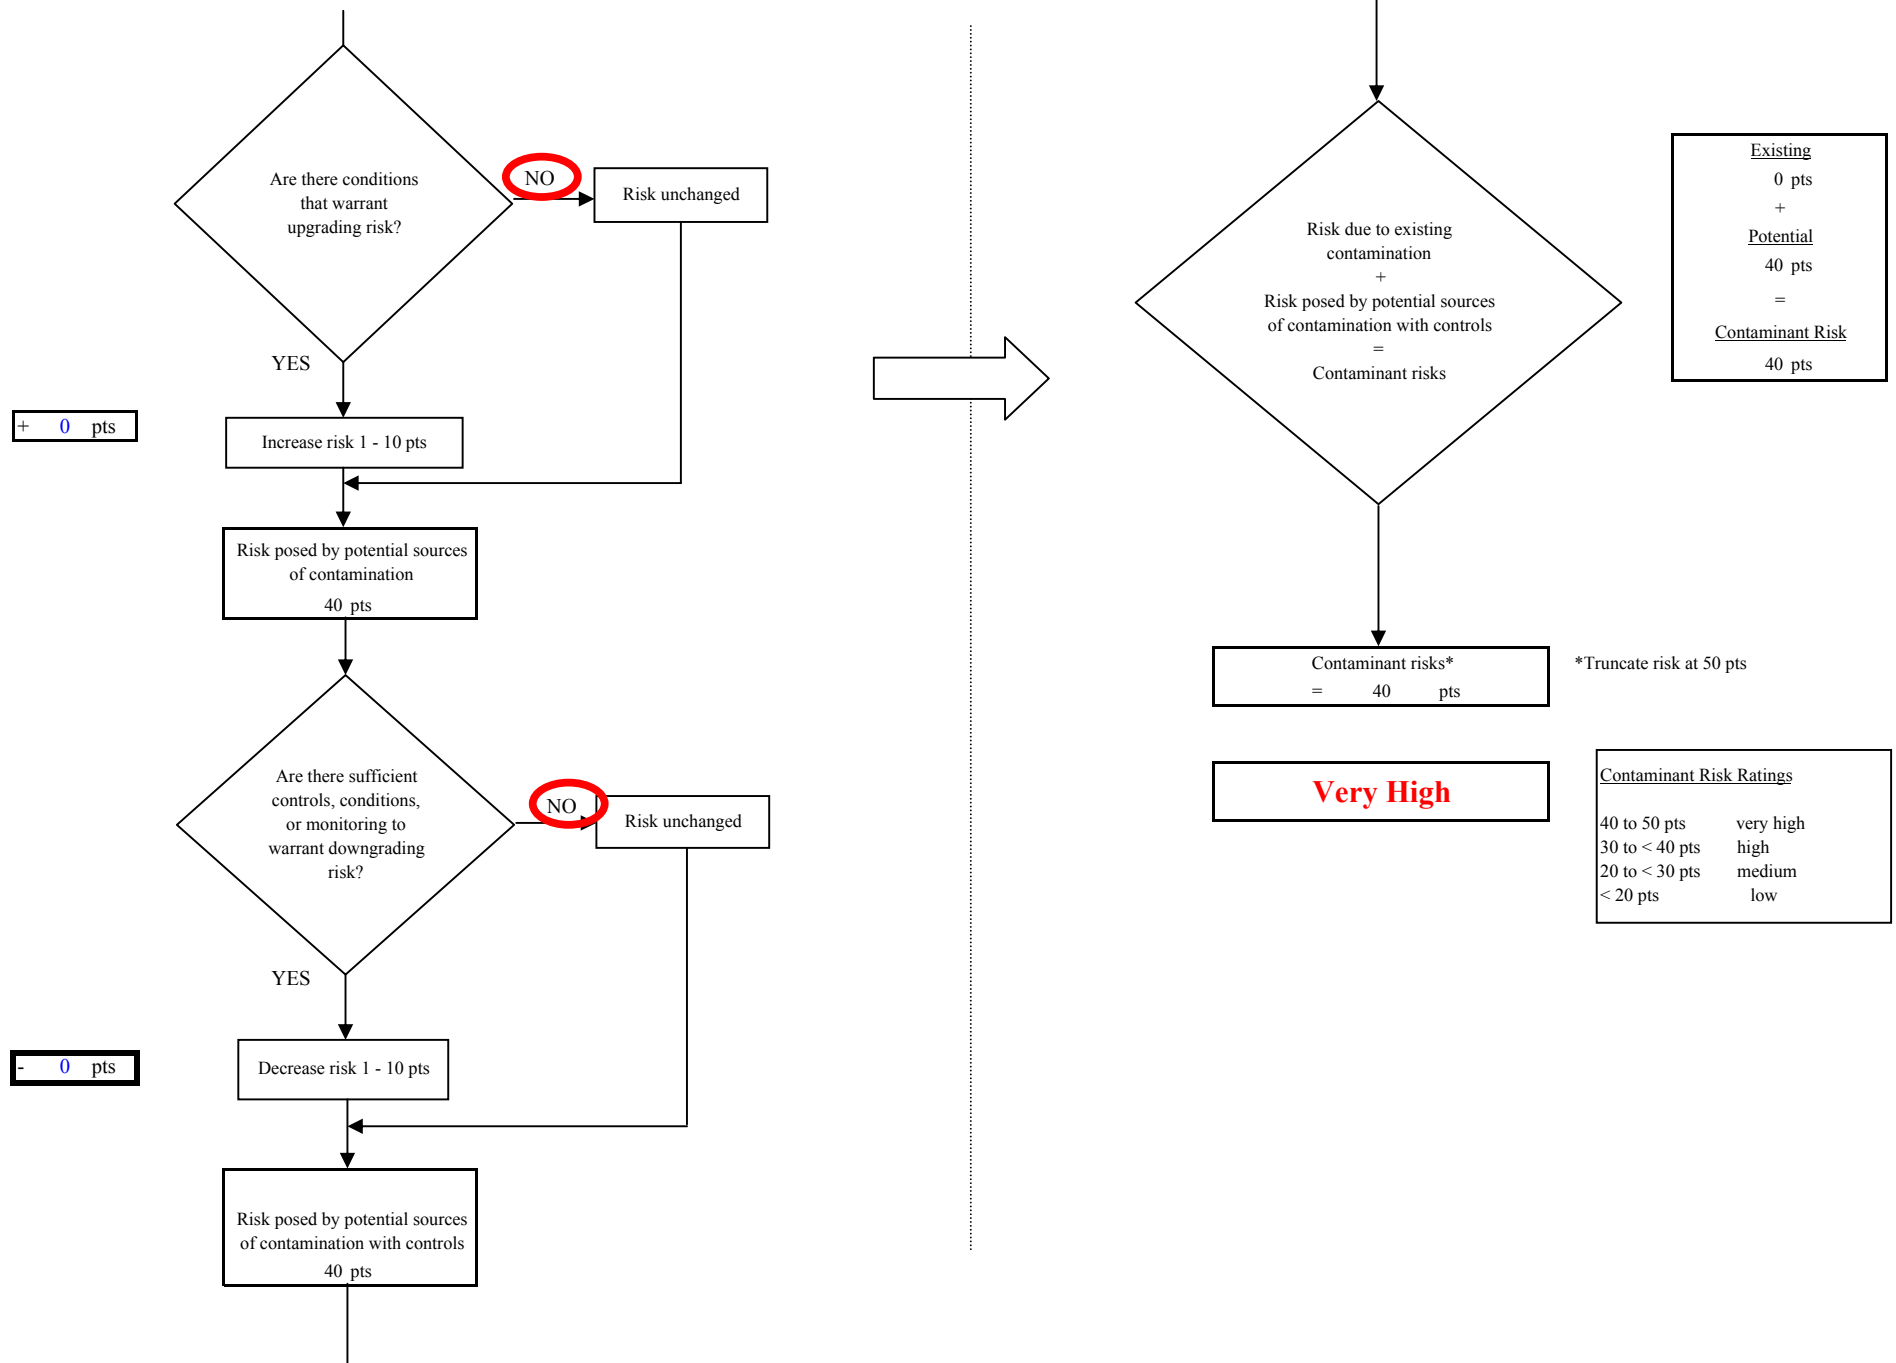 Are there conditions
that warrant
upgrading risk?
NO
Risk unchanged
YES
+ 0 pts
Increase risk 1 - 10 pts
Risk posed by potential sources
of contamination
40 pts
Are there sufficient
controls, conditions,
or monitoring to
warrant downgrading
risk?
NO
Risk unchanged
YES
- 0 pts
Decrease risk 1 - 10 pts
Risk posed by potential sources
of contamination with controls
40 pts
Risk due to existing
contamination
+
Risk posed by potential sources
of contamination with controls
=
Contaminant risks
Existing
0 pts
+
Potential
40 pts
=
Contaminant Risk
40 pts
Contaminant risks*
= 40 pts
*Truncate risk at 50 pts
Very High
Contaminant Risk Ratings
40 to 50 pts very high
30 to < 40 pts high
20 to < 30 pts medium
< 20 pts low